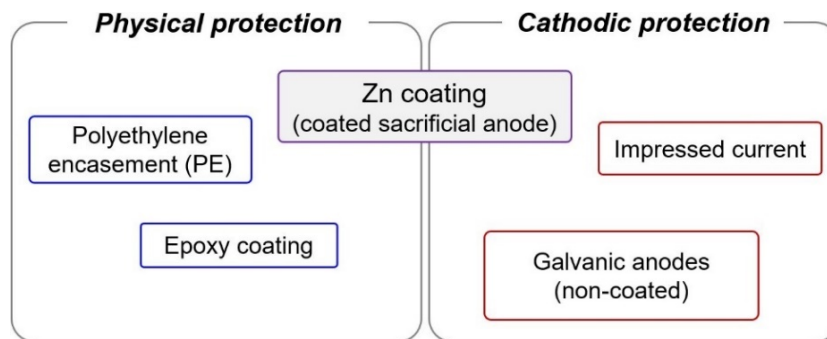 Physical protection
Cathodic protection
Zn coating
(coated sacrificial anode)
Polyethylene
encasement (PE)
Impressed current
Epoxy coating
Galvanic anodes
(non-coated)